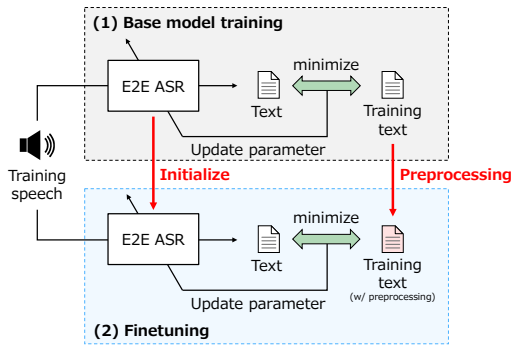 (1) Base model training
minimize
E2E ASR
Text
Training
text
Update parameter
Training
speech
Initialize
Preprocessing
minimize
E2E ASR
Text
Training
text
(w/ preprocessing)
Update parameter
(2) Finetuning